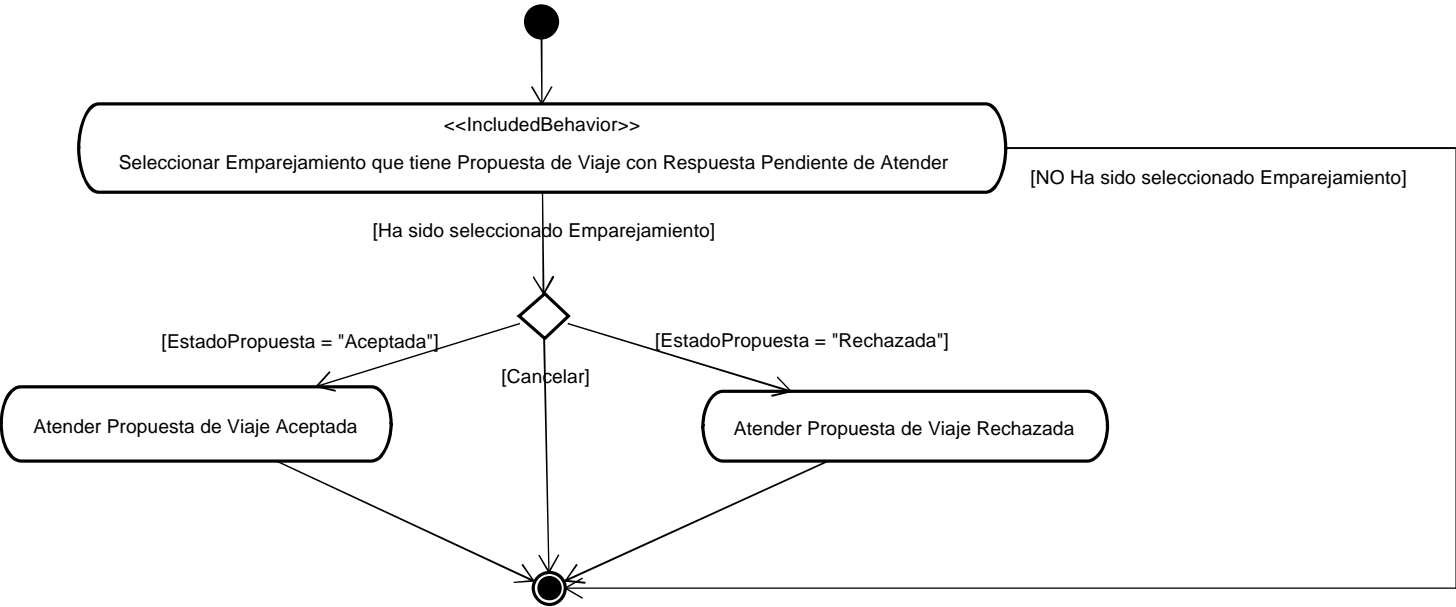 <<IncludedBehavior>>
Seleccionar Emparejamiento que tiene Propuesta de Viaje con Respuesta Pendiente de Atender
[NO Ha sido seleccionado Emparejamiento]
[Ha sido seleccionado Emparejamiento]
[EstadoPropuesta = "Aceptada"]
[EstadoPropuesta = "Rechazada"]
[Cancelar]
Atender Propuesta de Viaje Aceptada
Atender Propuesta de Viaje Rechazada